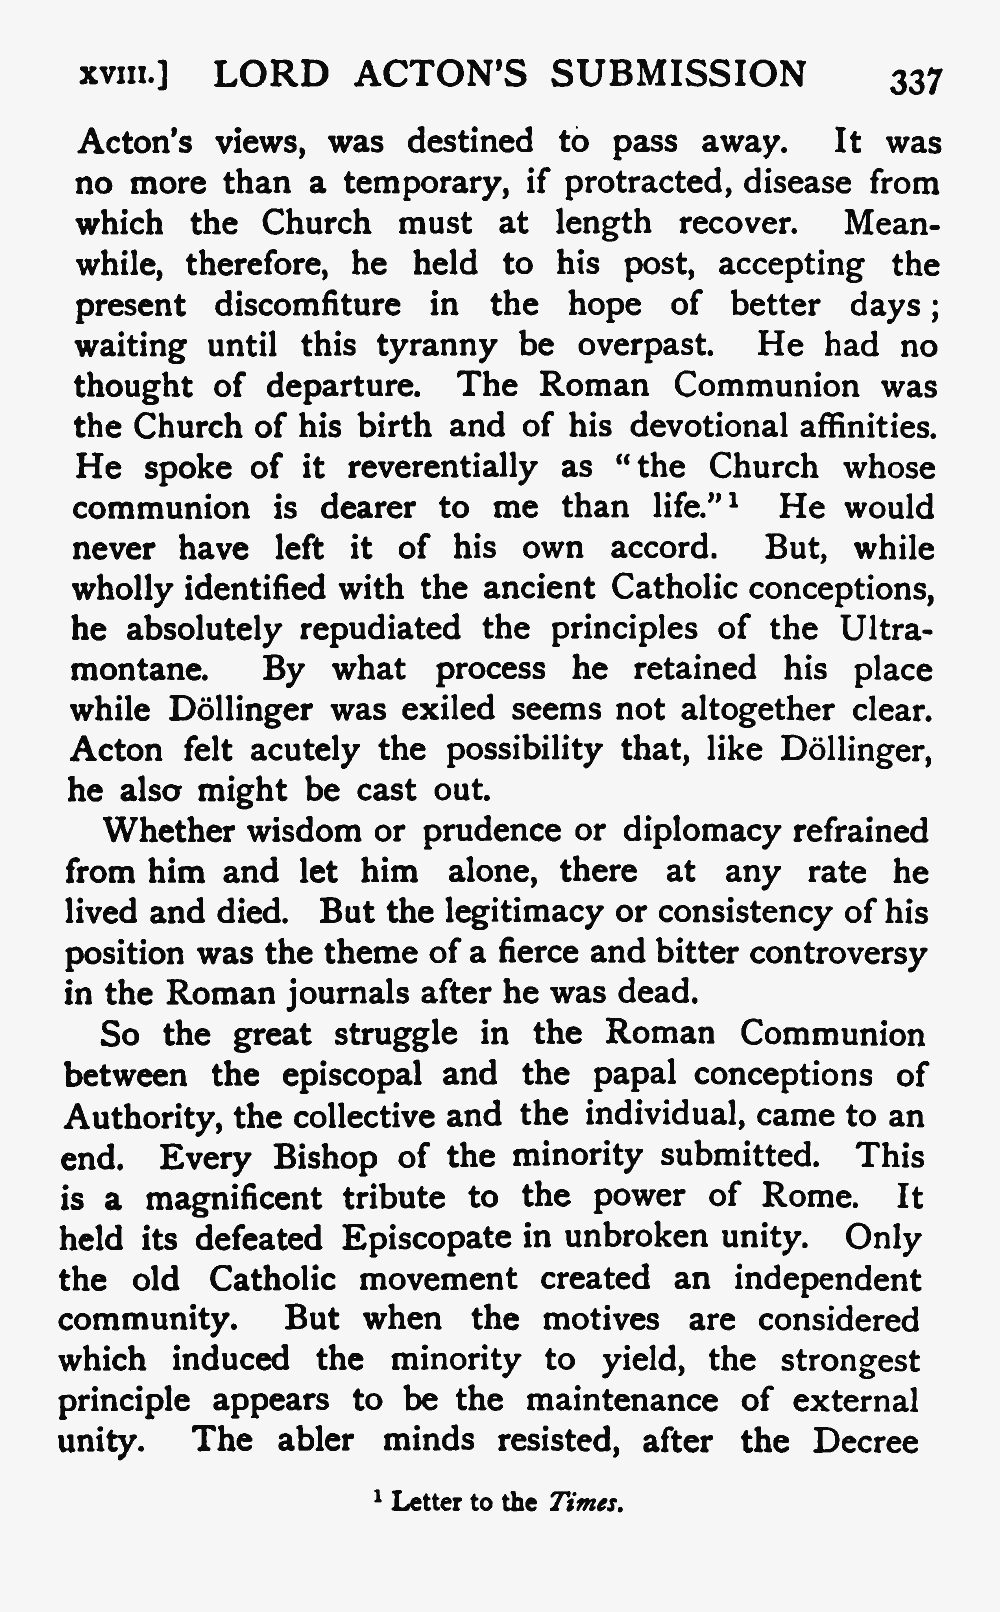 XVIII.] LORD ACTON'S SUBMISSION 337
Acton's views, was destined to pass away. It was
no more than a temporary, if protracted, disease from
which the Church must at length recover. Mean-
while, therefore, he held to his post, accepting the
present discomfiture in the hope of better days ;
waiting until this tyranny be overpast. He had no
thought of departure. The Roman Communion was
the Church of his birth and of his devotional affinities.
He spoke of it reverentially as “the Church whose
communion is dearer to me than life.”¹ He would
never have left it of his own accord. But, while
wholly identified with the ancient Catholic conceptions,
he absolutely repudiated the principles of the Ultra-
montane. By what process he retained his place
while Döllinger was exiled seems not altogether clear.
Acton felt acutely the possibility that, like Döllinger,
he also might be cast out.
Whether wisdom or prudence or diplomacy refrained
from him and let him alone, there at any rate he
lived and died. But the legitimacy or consistency of his
position was the theme of a fierce and bitter controversy
in the Roman journals after he was dead.
So the great struggle in the Roman Communion
between the episcopal and the papal conceptions of
Authority, the collective and the individual, came to an
end. Every Bishop of the minority submitted. This
is a magnificent tribute to the power of Rome. It
held its defeated Episcopate in unbroken unity. Only
the old Catholic movement created an independent
community. But when the motives are considered
which induced the minority to yield, the strongest
principle appears to be the maintenance of external
unity. The abler minds resisted, after the Decree
¹ Letter to the Times.